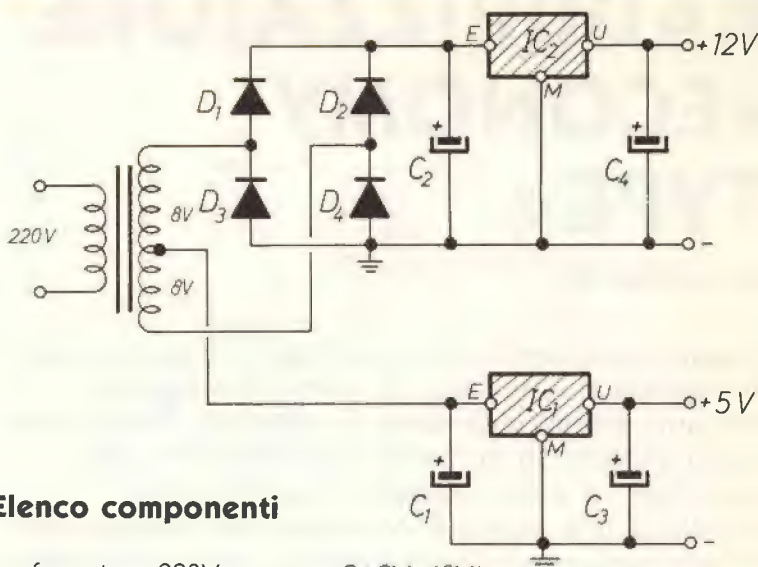 E IC₂ U + 12V
M
D₁ D₂
+ C₂
+ C₄
220V 8V D₃ D₄
8V
-
E IC₁ U + 5V
M
+ C₁
+ C₃
-
Elenco componenti